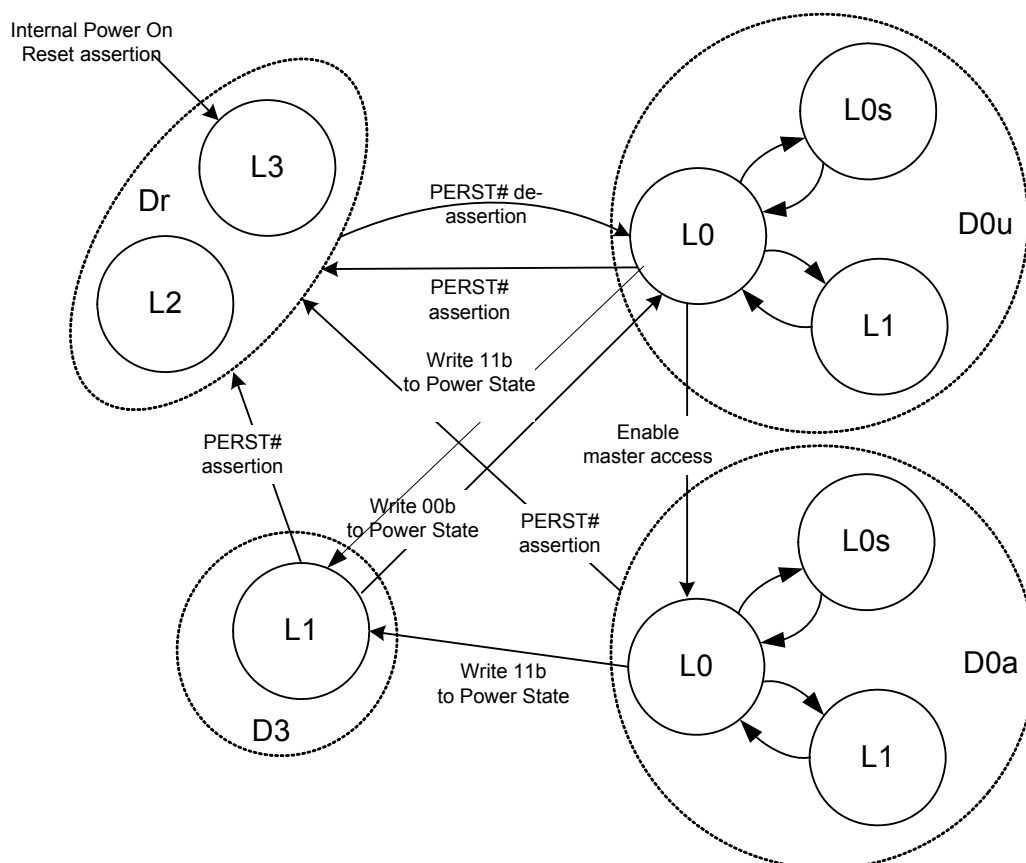 Internal Power On
Reset assertion
L3
Dr
L2
PERST# de-
assertion
PERST#
assertion
L0s
L0
D0u
L1
Write 11b
to Power State
Enable
master access
PERST#
assertion
Write 00b
to Power State
PERST#
assertion
L1
D3
Write 11b
to Power State
L0s
L0
D0a
L1